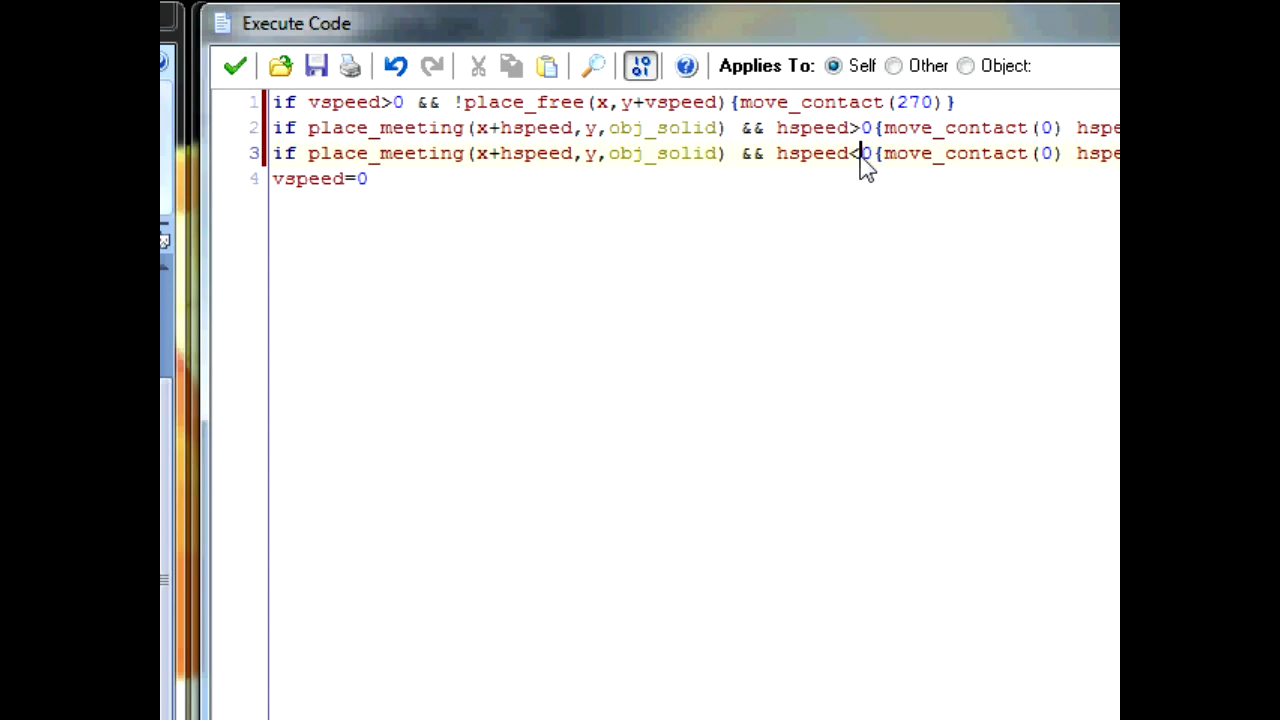 Execute Code
Applies To: Self Other Object:
1 if vspeed>0 && !place_free(x,y+vspeed){move_contact(270)}
2 if place_meeting(x+hspeed,y,obj_solid) && hspeed>0{move_contact(0) hspe
3 if place_meeting(x+hspeed,y,obj_solid) && hspeed<0{move_contact(0) hspe
4 vspeed=0